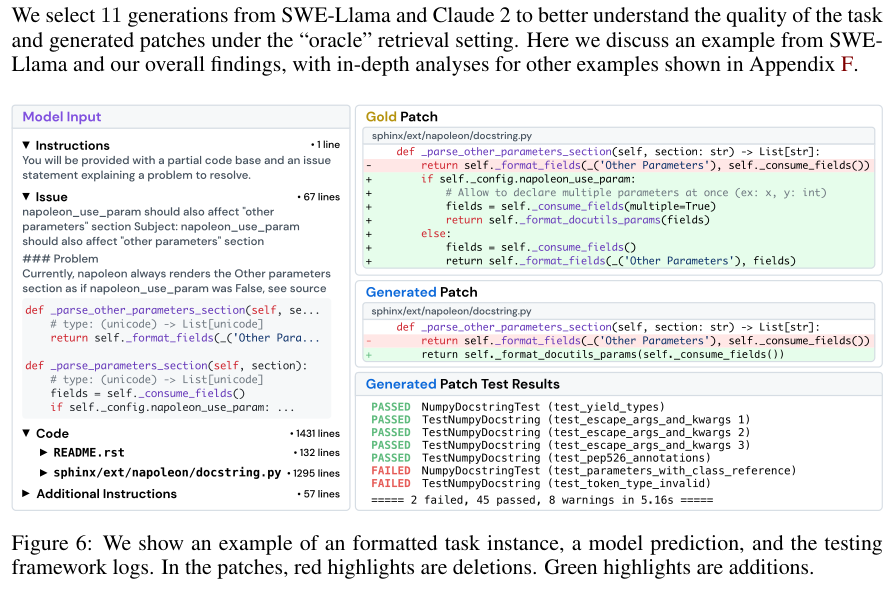 We select 11 generations from SWE-Llama and Claude 2 to better understand the quality of the task
and generated patches under the “oracle” retrieval setting. Here we discuss an example from SWE-
Llama and our overall findings, with in-depth analyses for other examples shown in Appendix F.
Model Input
▼ Instructions • 1 line
You will be provided with a partial code base and an issue
statement explaining a problem to resolve.
▼ Issue • 67 lines
napoleon_use_param should also affect "other
parameters" section Subject: napoleon_use_param
should also affect "other parameters" section
### Problem
Currently, napoleon always renders the Other parameters
section as if napoleon_use_param was False, see source
def _parse_other_parameters_section(self, se...
# type: (unicode) -> List[unicode]
return self._format_fields(_('Other Para...
def _parse_parameters_section(self, section):
# type: (unicode) -> List[unicode]
fields = self._consume_fields()
if self._config.napoleon_use_param: ...
▼ Code • 1431 lines
▶ README.rst • 132 lines
▶ sphinx/ext/napoleon/docstring.py • 1295 lines
▶ Additional Instructions • 57 lines
Gold Patch
sphinx/ext/napoleon/docstring.py
def _parse_other_parameters_section(self, section: str) -> List[str]:
- return self._format_fields(_('Other Parameters'), self._consume_fields())
+ if self._config.napoleon_use_param:
+ # Allow to declare multiple parameters at once (ex: x, y: int)
+ fields = self._consume_fields(multiple=True)
+ return self._format_docutils_params(fields)
+ else:
+ fields = self._consume_fields()
+ return self._format_fields(_('Other Parameters'), fields)
Generated Patch
sphinx/ext/napoleon/docstring.py
def _parse_other_parameters_section(self, section: str) -> List[str]:
- return self._format_fields(_('Other Parameters'), self._consume_fields())
+ return self._format_docutils_params(self._consume_fields())
Generated Patch Test Results
PASSED NumpyDocstringTest (test_yield_types)
PASSED TestNumpyDocstring (test_escape_args_and_kwargs 1)
PASSED TestNumpyDocstring (test_escape_args_and_kwargs 2)
PASSED TestNumpyDocstring (test_escape_args_and_kwargs 3)
PASSED TestNumpyDocstring (test_pep526_annotations)
FAILED NumpyDocstringTest (test_parameters_with_class_reference)
FAILED TestNumpyDocstring (test_token_type_invalid)
===== 2 failed, 45 passed, 8 warnings in 5.16s =====
Figure 6: We show an example of an formatted task instance, a model prediction, and the testing
framework logs. In the patches, red highlights are deletions. Green highlights are additions.